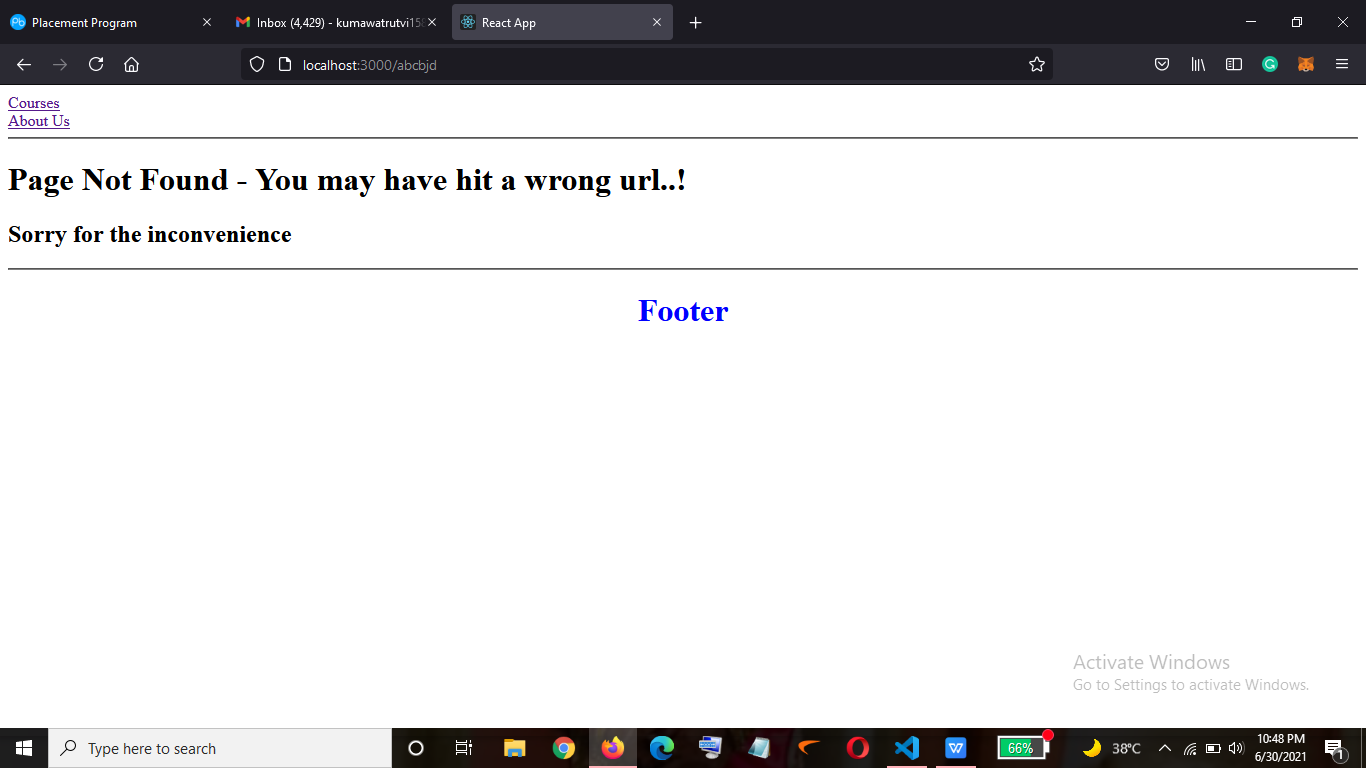 Placement Program
Inbox (4,429) - kumawatrutvi158
React App
localhost:3000/abcbjd
Courses
About Us
Page Not Found - You may have hit a wrong url..!
Sorry for the inconvenience
Footer
Activate Windows
Go to Settings to activate Windows.
Type here to search
66%
38°C
10:48 PM
6/30/2021
1